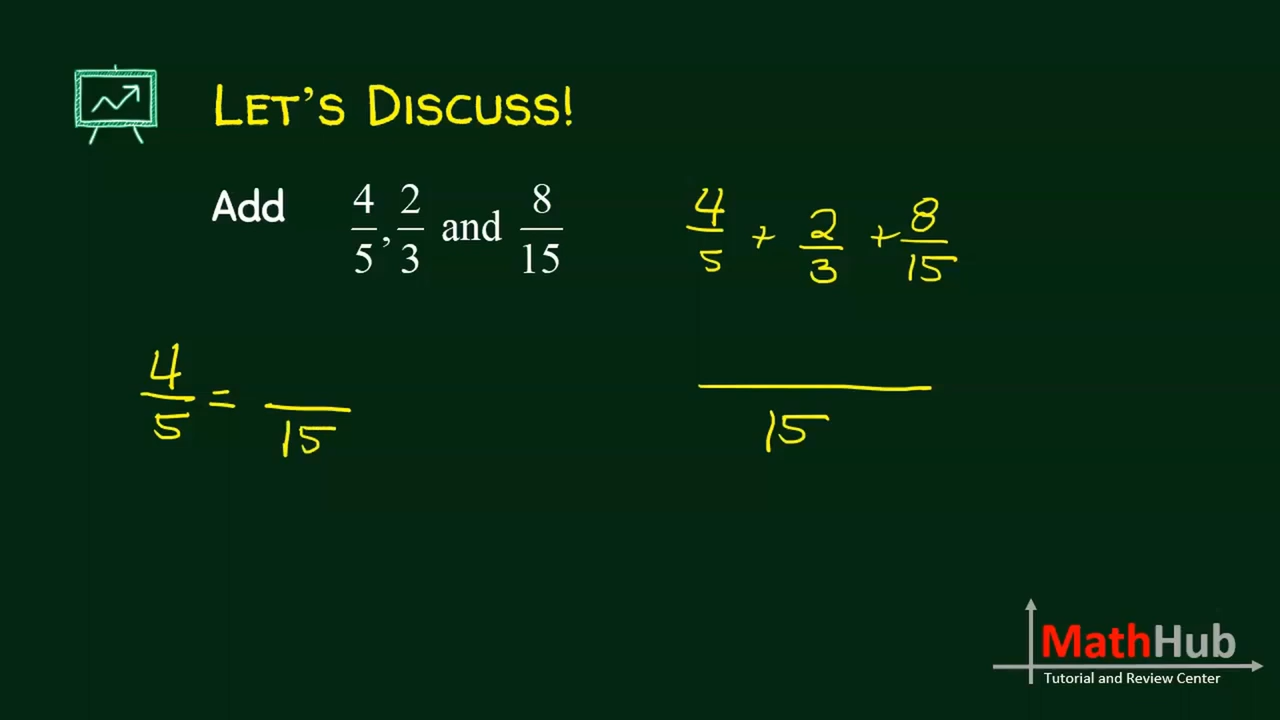 LET'S DISCUSS!
Add 4/5, 2/3 and 8/15
4/5 + 2/3 + 8/15
4/5 = /15
/15
MathHub
Tutorial and Review Center